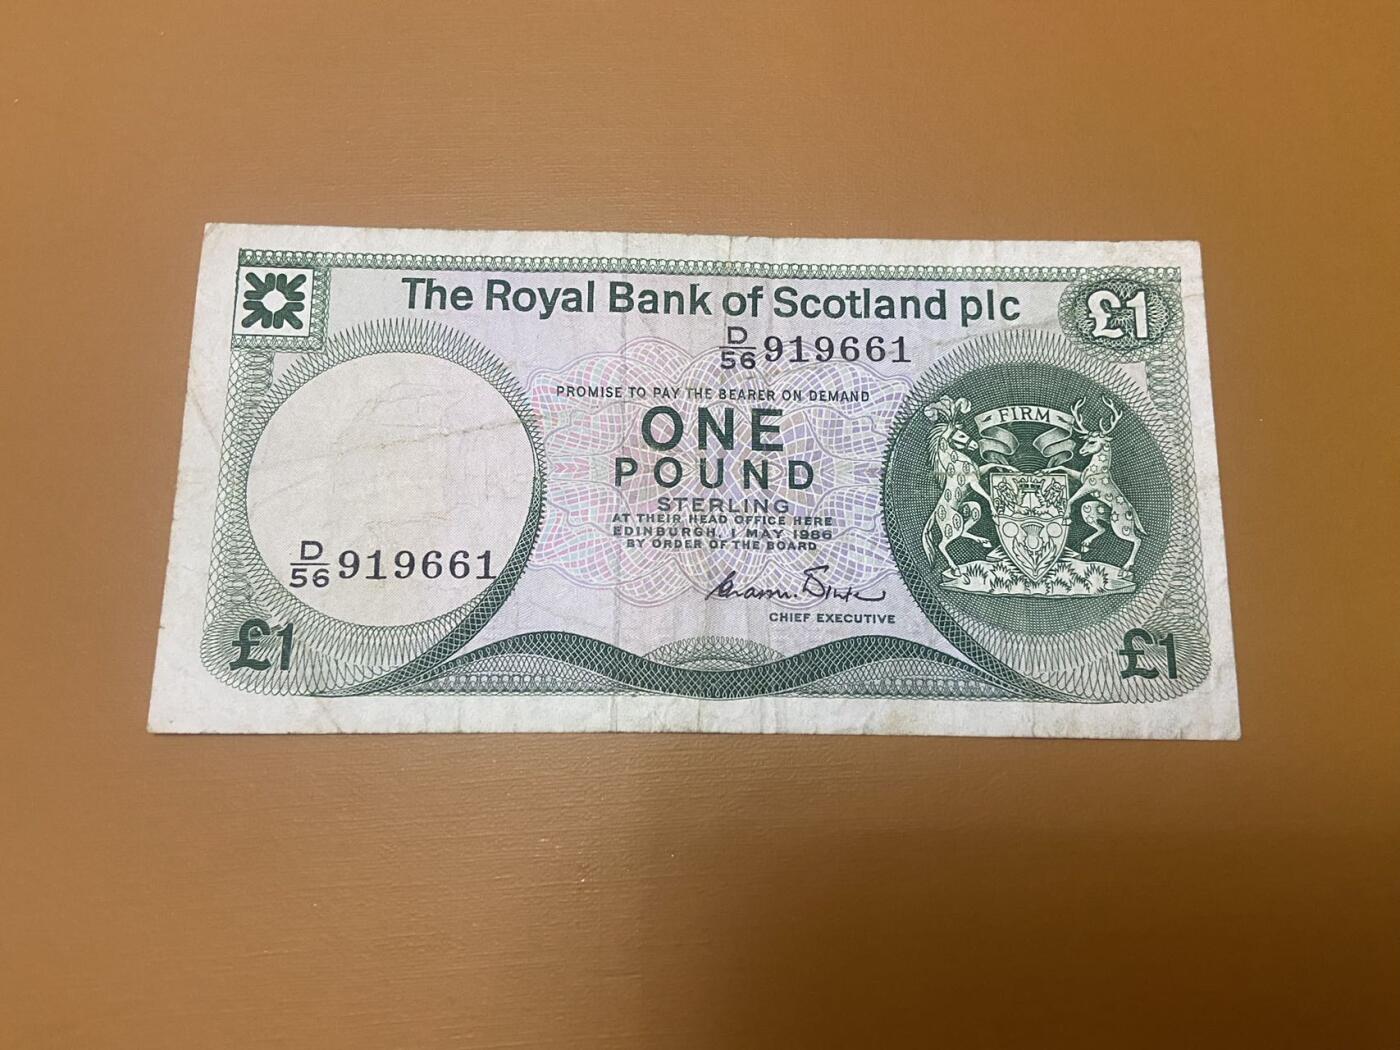 The Royal Bank of Scotland plc
£1
D/56 919661
PROMISE TO PAY THE BEARER ON DEMAND
ONE
POUND
STERLING
AT THEIR HEAD OFFICE HERE
EDINBURGH, 1 MAY 1986
BY ORDER OF THE BOARD
CHIEF EXECUTIVE
FIRM
D/56 919661
£1
£1